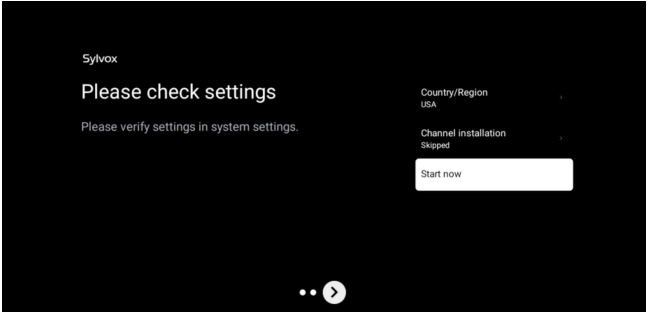 Sylvox
Please check settings
Please verify settings in system settings.
Country/Region
USA
Channel installation
Skipped
Start now